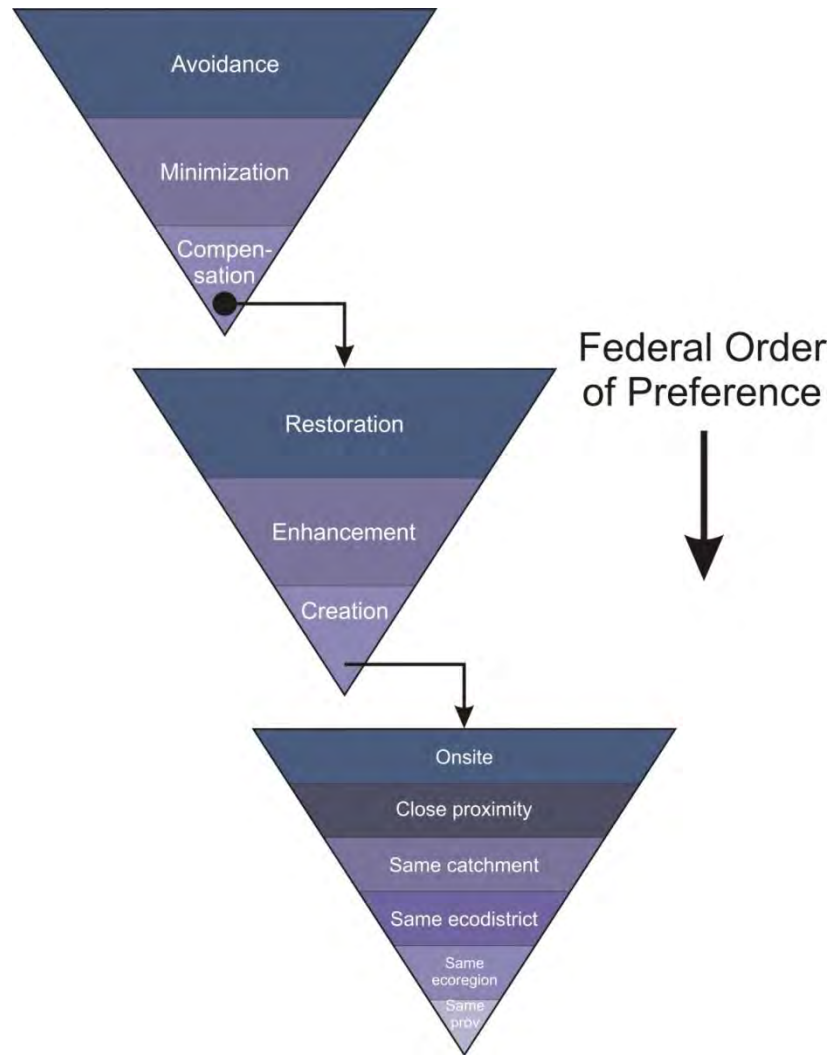 Avoidance
Minimization
Compen-
sation
Federal Order
of Preference
Restoration
Enhancement
Creation
Onsite
Close proximity
Same catchment
Same ecodistrict
Same
ecoregion
Same
prov